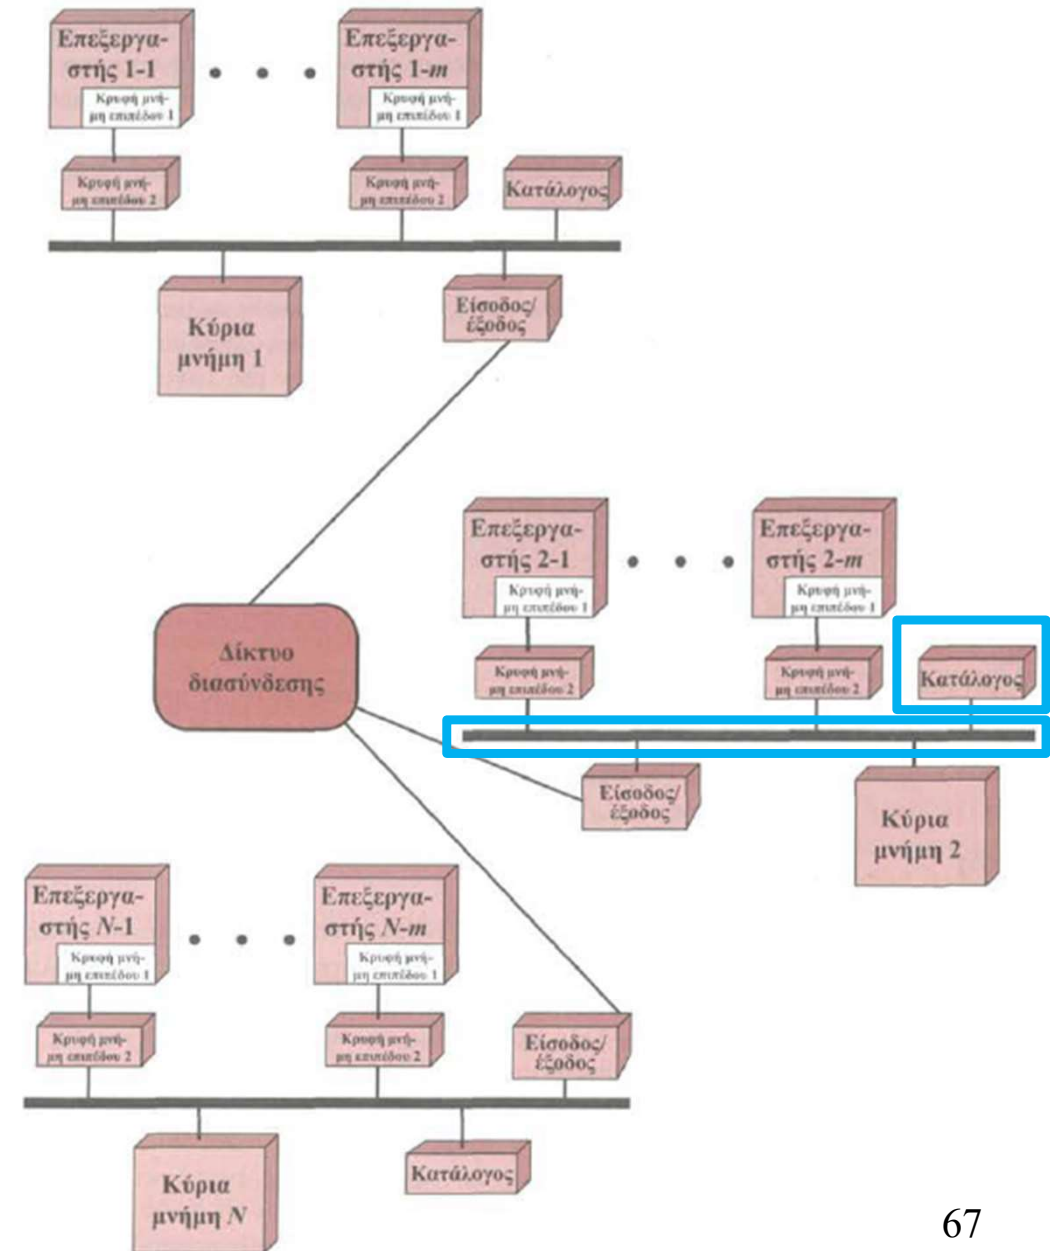 Επεξεργα-
στής 1-1
Κρυφή μνή-
μη επιπέδου 1
Επεξεργα-
στής 1-m
Κρυφή μνή-
μη επιπέδου 1
Κρυφή μνή-
μη επιπέδου 2
Κρυφή μνή-
μη επιπέδου 2
Κατάλογος
Κύρια
μνήμη 1
Είσοδος/
έξοδος
Επεξεργα-
στής 2-1
Κρυφή μνή-
μη επιπέδου 1
Επεξεργα-
στής 2-m
Κρυφή μνή-
μη επιπέδου 1
Δίκτυο
διασύνδεσης
Κρυφή μνή-
μη επιπέδου 2
Κρυφή μνή-
μη επιπέδου 2
Κατάλογος
Είσοδος/
έξοδος
Κύρια
μνήμη 2
Επεξεργα-
στής N-1
Κρυφή μνή-
μη επιπέδου 1
Επεξεργα-
στής N-m
Κρυφή μνή-
μη επιπέδου 1
Κρυφή μνή-
μη επιπέδου 2
Κρυφή μνή-
μη επιπέδου 2
Είσοδος/
έξοδος
Κύρια
μνήμη N
Κατάλογος
67